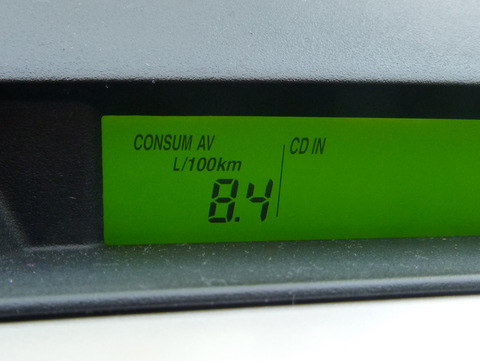 CONSUM AV
L/100km
8.4
CD IN